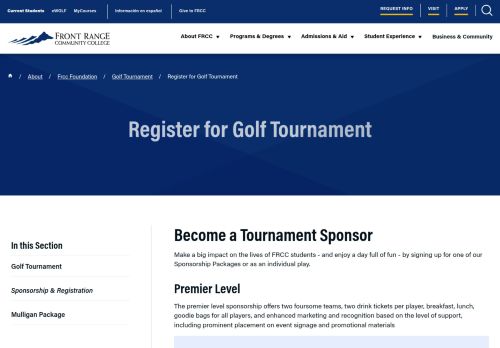 Current Students eWOLF MyCourses Información en español Give to FRCC REQUEST INFO VISIT APPLY
FRONT RANGE
COMMUNITY COLLEGE
About FRCC Programs & Degrees Admissions & Aid Student Experience Business & Community
/ About / Frcc Foundation / Golf Tournament / Register for Golf Tournament
Register for Golf Tournament
In this Section
Golf Tournament
Sponsorship & Registration
Mulligan Package
Become a Tournament Sponsor
Make a big impact on the lives of FRCC students - and enjoy a day full of fun - by signing up for one of our
Sponsorship Packages or as an individual play.
Premier Level
The premier level sponsorship offers two foursome teams, two drink tickets per player, breakfast, lunch,
goodie bags for all players, and enhanced marketing and recognition based on the level of support,
including prominent placement on event signage and promotional materials